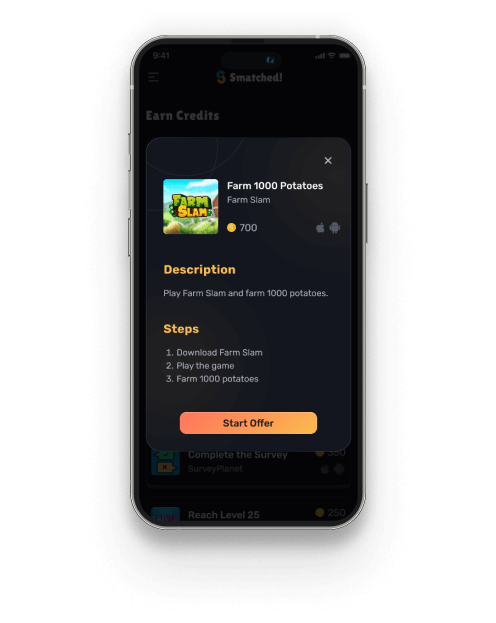 9:41
Smatched!
Earn Credits
Farm 1000 Potatoes
Farm Slam
FARM
SLAM
700
Description
Play Farm Slam and farm 1000 potatoes.
Steps
1. Download Farm Slam
2. Play the game
3. Farm 1000 potatoes
Start Offer
Complete the Survey
350
SurveyPlanet
Reach Level 25
250